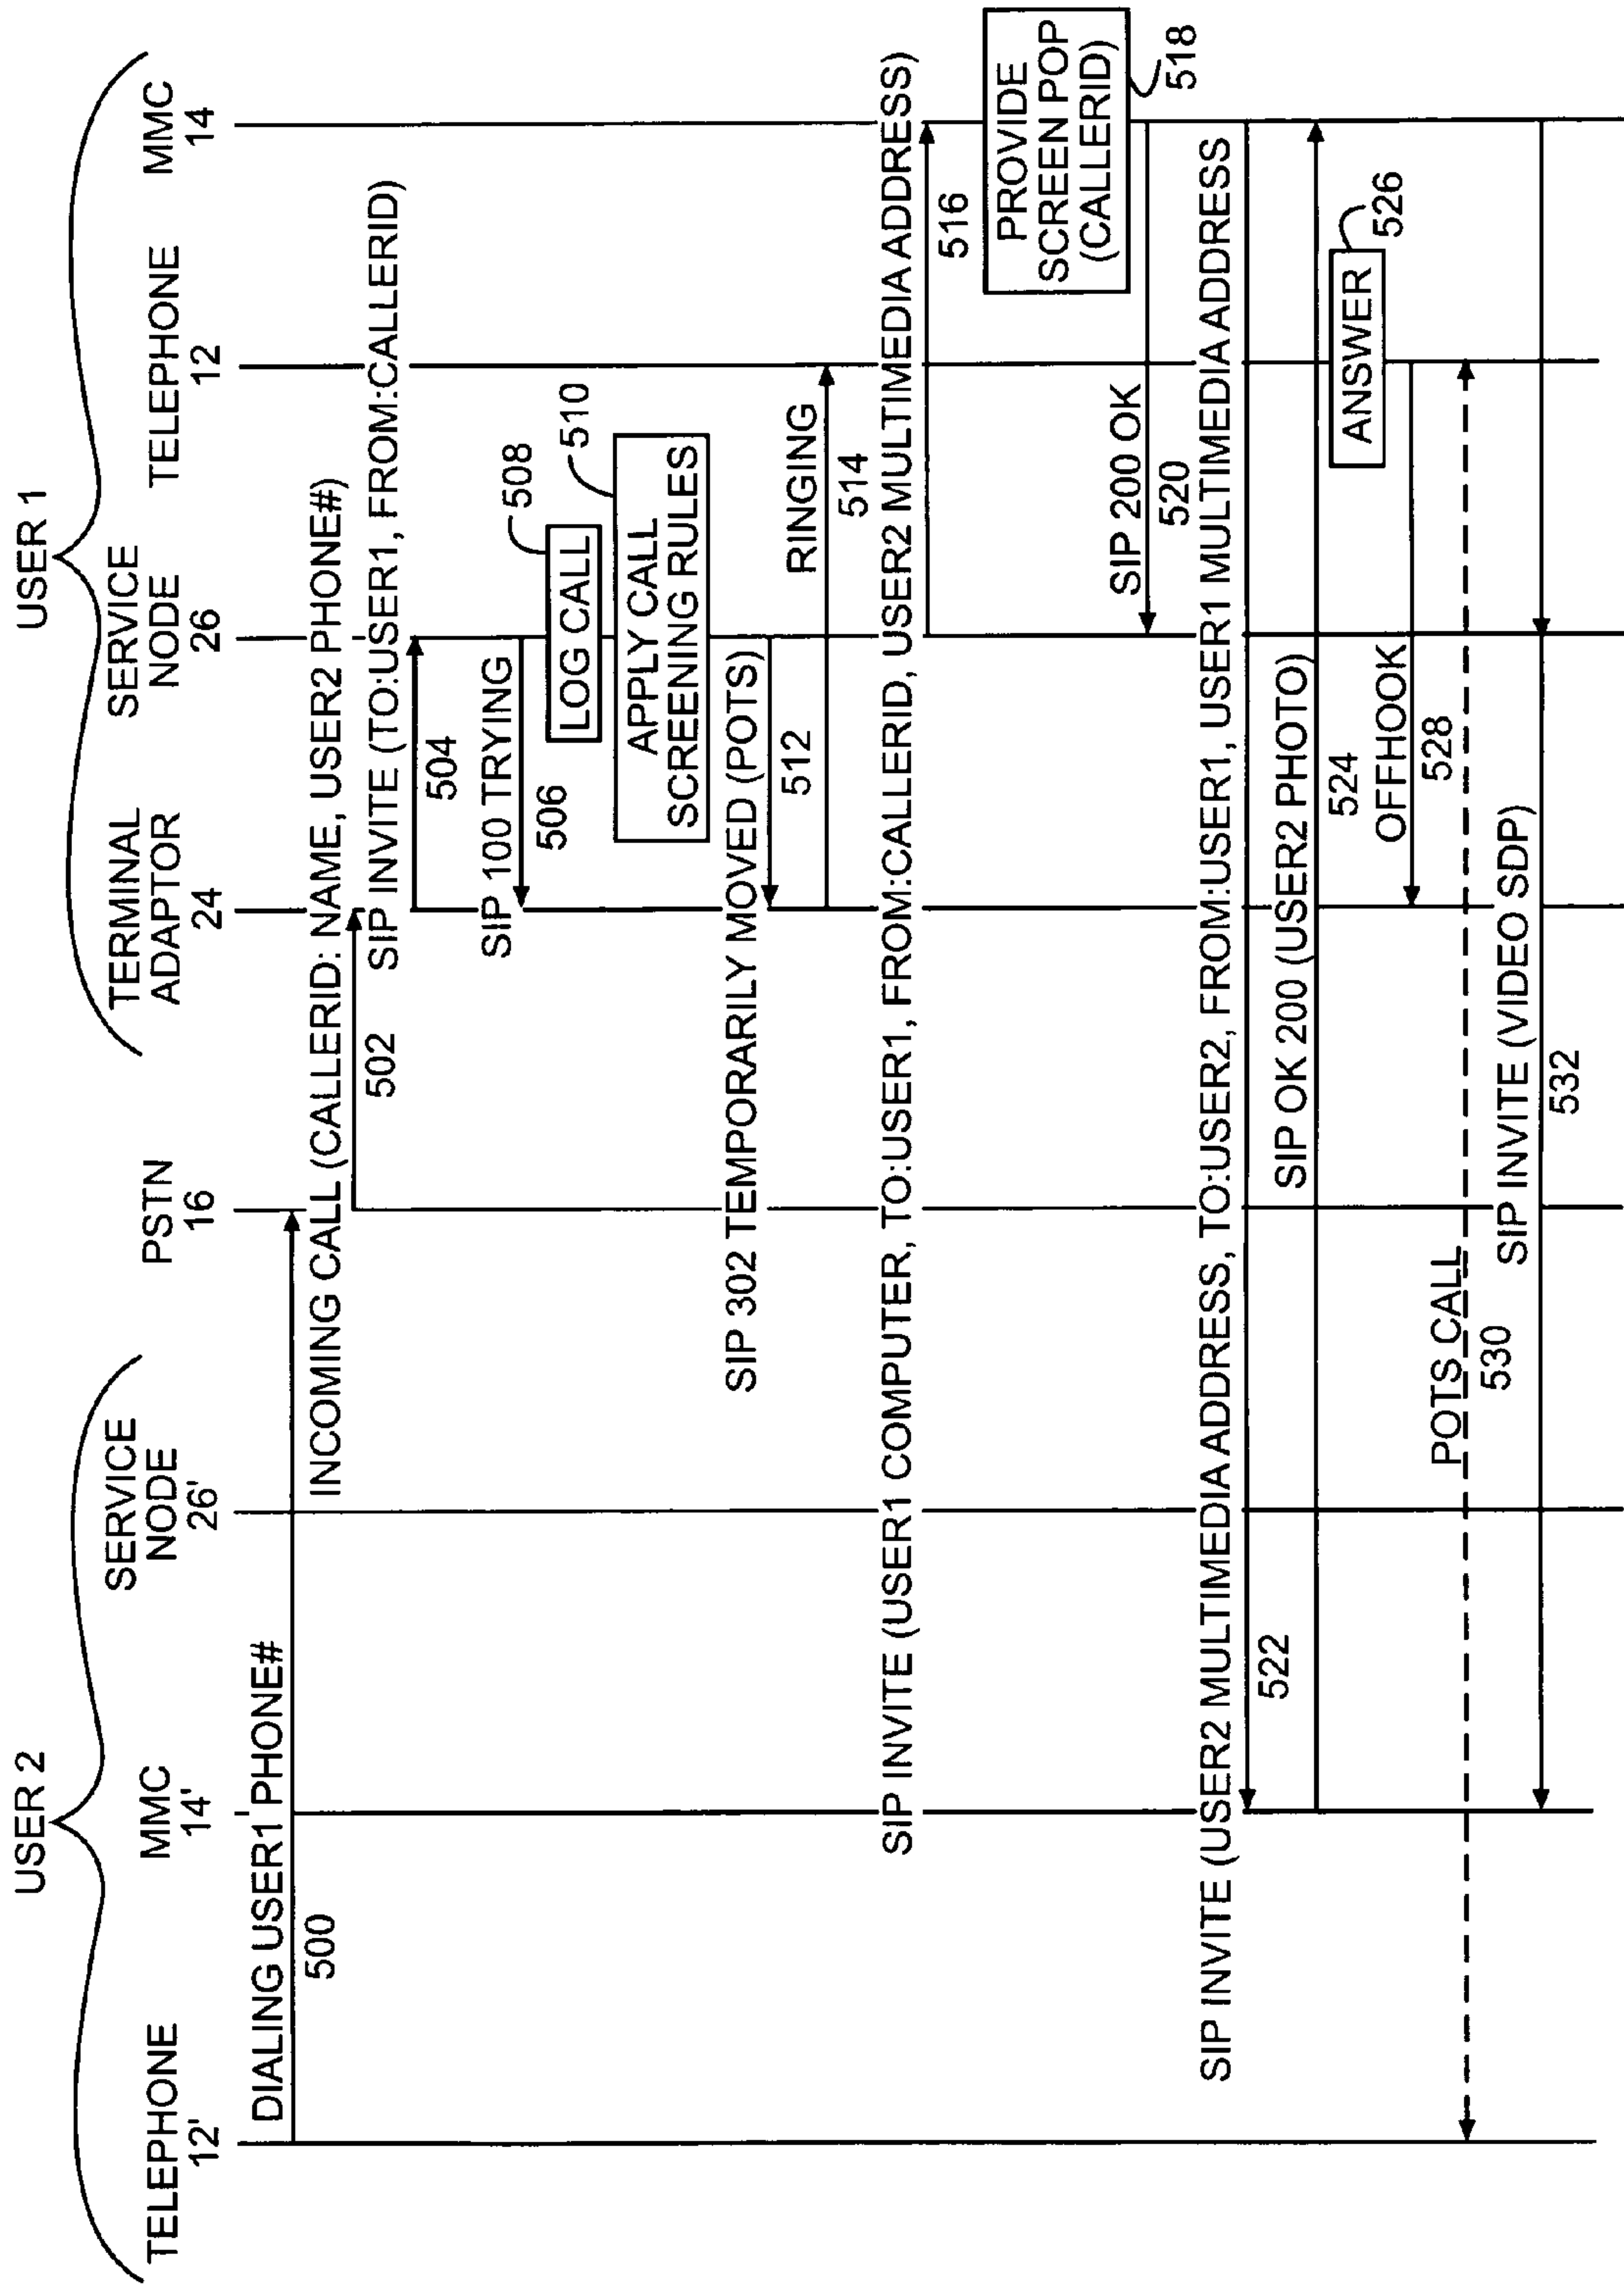 USER 2
USER 1
TELEPHONE
12'
MMC
14'
SERVICE
NODE
26'
PSTN
16
TERMINAL
ADAPTOR
24
SERVICE
NODE
26
TELEPHONE
12
MMC
14
DIALING USER1 PHONE#
500
INCOMING CALL (CALLERID: NAME, USER2 PHONE#)
502
SIP INVITE (TO:USER1, FROM:CALLERID)
504
SIP 100 TRYING
506
LOG CALL
508
APPLY CALL
SCREENING RULES
510
SIP 302 TEMPORARILY MOVED (POTS)
512
RINGING
514
SIP INVITE (USER1 COMPUTER, TO:USER1, FROM:CALLERID, USER2 MULTIMEDIA ADDRESS)
516
PROVIDE
SCREEN POP
(CALLERID)
518
SIP 200 OK
520
SIP INVITE (USER2 MULTIMEDIA ADDRESS, TO:USER2, FROM:USER1, USER1 MULTIMEDIA ADDRESS
522
SIP OK 200 (USER2 PHOTO)
524
ANSWER
526
OFFHOOK
528
POTS CALL
530
SIP INVITE (VIDEO SDP)
532